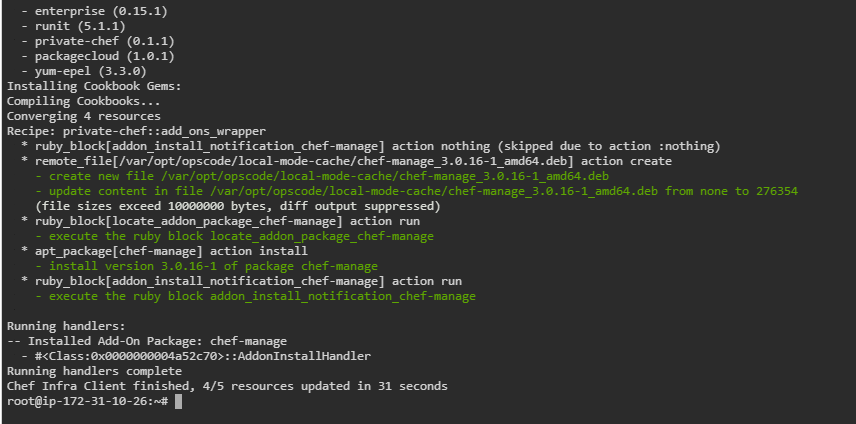 - enterprise (0.15.1)
- runit (5.1.1)
- private-chef (0.1.1)
- packagecloud (1.0.1)
- yum-epel (3.3.0)
Installing Cookbook Gems:
Compiling Cookbooks...
Converging 4 resources
Recipe: private-chef::add_ons_wrapper
* ruby_block[addon_install_notification_chef-manage] action nothing (skipped due to action :nothing)
* remote_file[/var/opt/opscode/local-mode-cache/chef-manage_3.0.16-1_amd64.deb] action create
- create new file /var/opt/opscode/local-mode-cache/chef-manage_3.0.16-1_amd64.deb
- update content in file /var/opt/opscode/local-mode-cache/chef-manage_3.0.16-1_amd64.deb from none to 276354
(file sizes exceed 10000000 bytes, diff output suppressed)
* ruby_block[locate_addon_package_chef-manage] action run
- execute the ruby block locate_addon_package_chef-manage
* apt_package[chef-manage] action install
- install version 3.0.16-1 of package chef-manage
* ruby_block[addon_install_notification_chef-manage] action run
- execute the ruby block addon_install_notification_chef-manage
Running handlers:
-- Installed Add-On Package: chef-manage
- #<Class:0x0000000004a52c70>::AddonInstallHandler
Running handlers complete
Chef Infra Client finished, 4/5 resources updated in 31 seconds
root@ip-172-31-10-26:~#